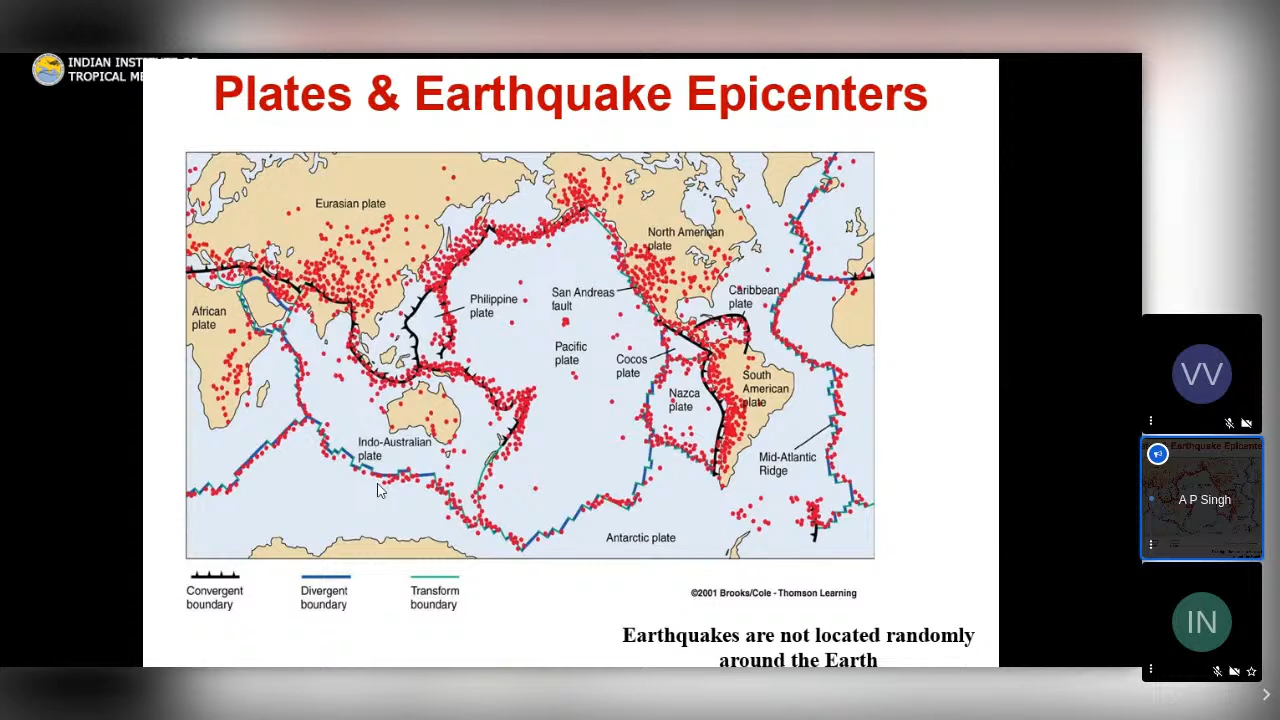 INDIAN INSTITUTE OF
TROPICAL ME
Plates & Earthquake Epicenters
Eurasian plate
North American
plate
African
plate
Philippine
plate
San Andreas
fault
Caribbean
plate
Pacific
plate
Cocos
plate
Nazca
plate
South
American
plate
Indo-Australian
plate
Mid-Atlantic
Ridge
Antarctic plate
Convergent
boundary
Divergent
boundary
Transform
boundary
©2001 Brooks/Cole - Thomson Learning
Earthquakes are not located randomly
around the Earth
VV
A P Singh
IN